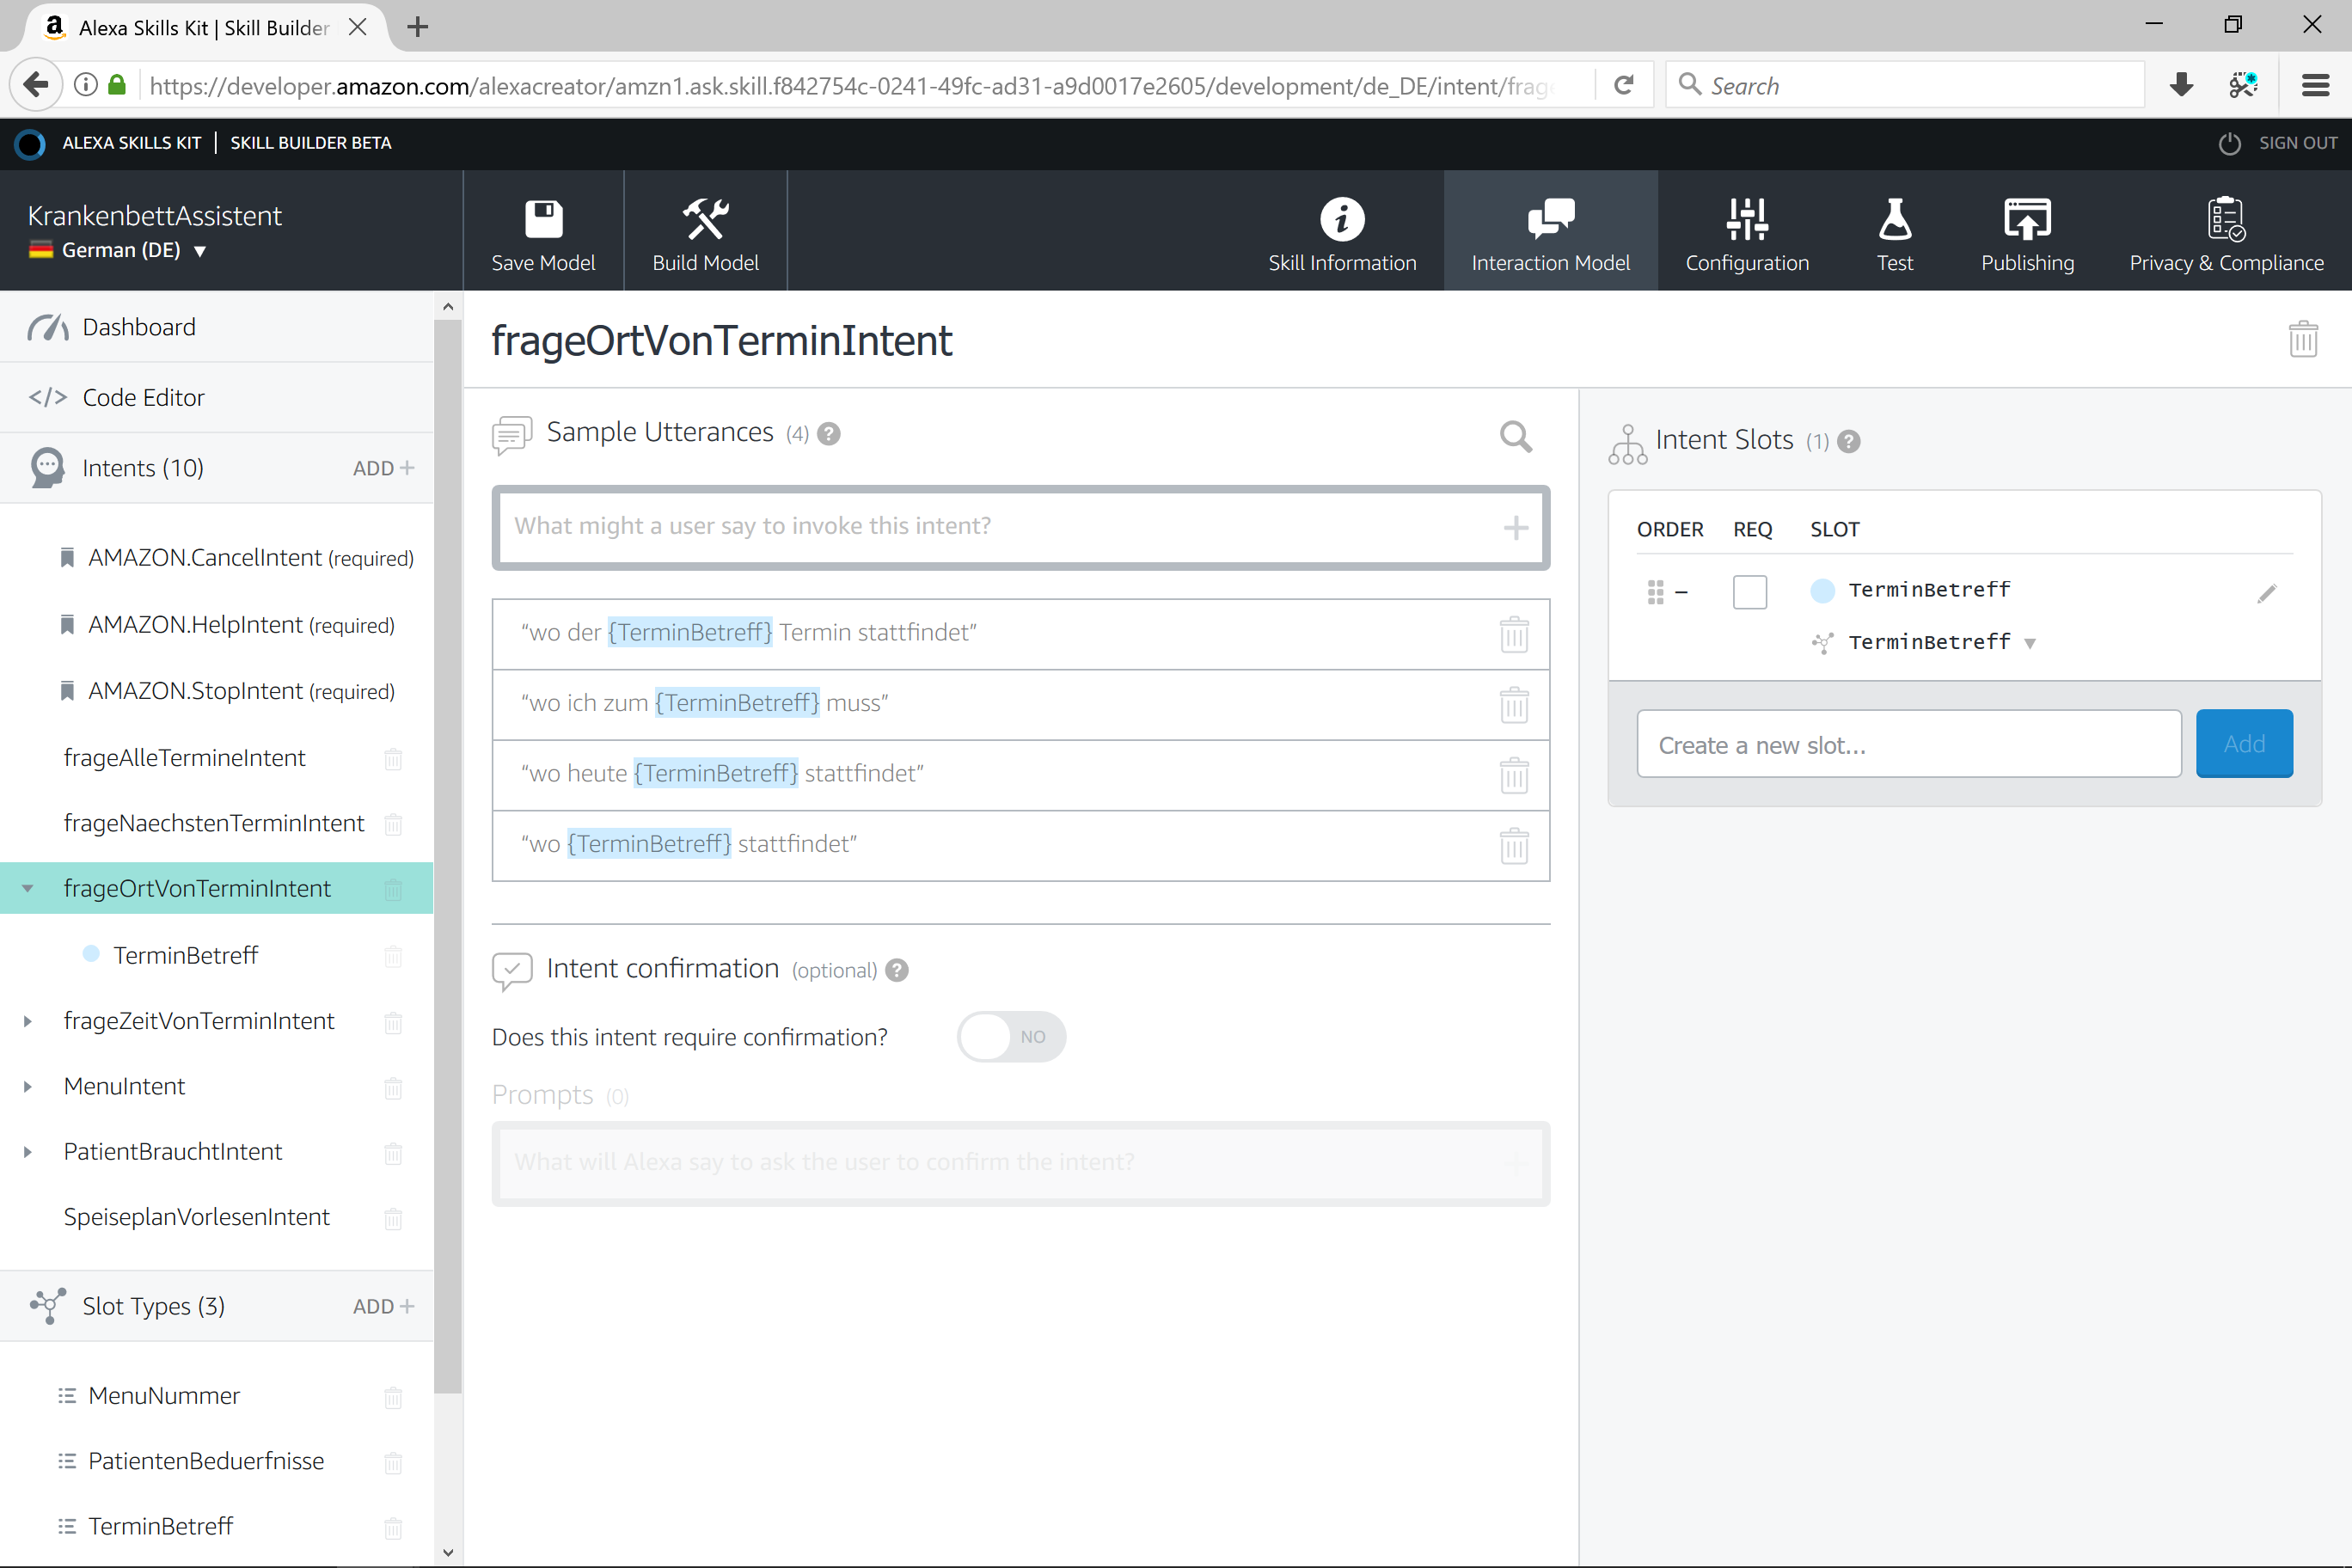 Alexa Skills Kit | Skill Builder
https://developer.amazon.com/alexacreator/amzn1.ask.skill.f842754c-0241-49fc-ad31-a9d0017e2605/development/de_DE/intent/frage
Search
ALEXA SKILLS KIT | SKILL BUILDER BETA
SIGN OUT
KrankenbettAssistent
German (DE)
Save Model
Build Model
Skill Information
Interaction Model
Configuration
Test
Publishing
Privacy & Compliance
Dashboard
Code Editor
Intents (10)
ADD +
AMAZON.CancelIntent (required)
AMAZON.HelpIntent (required)
AMAZON.StopIntent (required)
frageAlleTermineIntent
frageNaechstenTerminIntent
frageOrtVonTerminIntent
TerminBetreff
frageZeitVonTerminIntent
MenuIntent
PatientBrauchtIntent
SpeiseplanVorlesenIntent
Slot Types (3)
ADD +
MenuNummer
PatientenBeduerfnisse
TerminBetreff
frageOrtVonTerminIntent
Sample Utterances (4) ?
What might a user say to invoke this intent?
“wo der {TerminBetreff} Termin stattfindet”
“wo ich zum {TerminBetreff} muss”
“wo heute {TerminBetreff} stattfindet”
“wo {TerminBetreff} stattfindet”
Intent confirmation (optional) ?
Does this intent require confirmation?
NO
Prompts (0)
What will Alexa say to ask the user to confirm the intent?
Intent Slots (1) ?
ORDER REQ SLOT
– TerminBetreff
TerminBetreff
Create a new slot...
Add